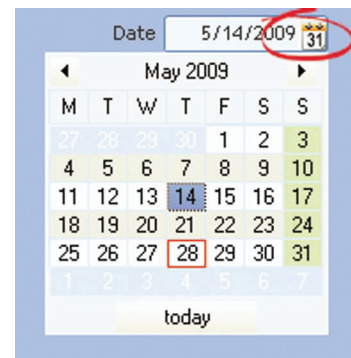 Date 5/14/2009 31
May 2009
M T W T F S S
27 28 29 30 1 2 3
4 5 6 7 8 9 10
11 12 13 14 15 16 17
18 19 20 21 22 23 24
25 26 27 28 29 30 31
1 2 3 4 5 6 7
today